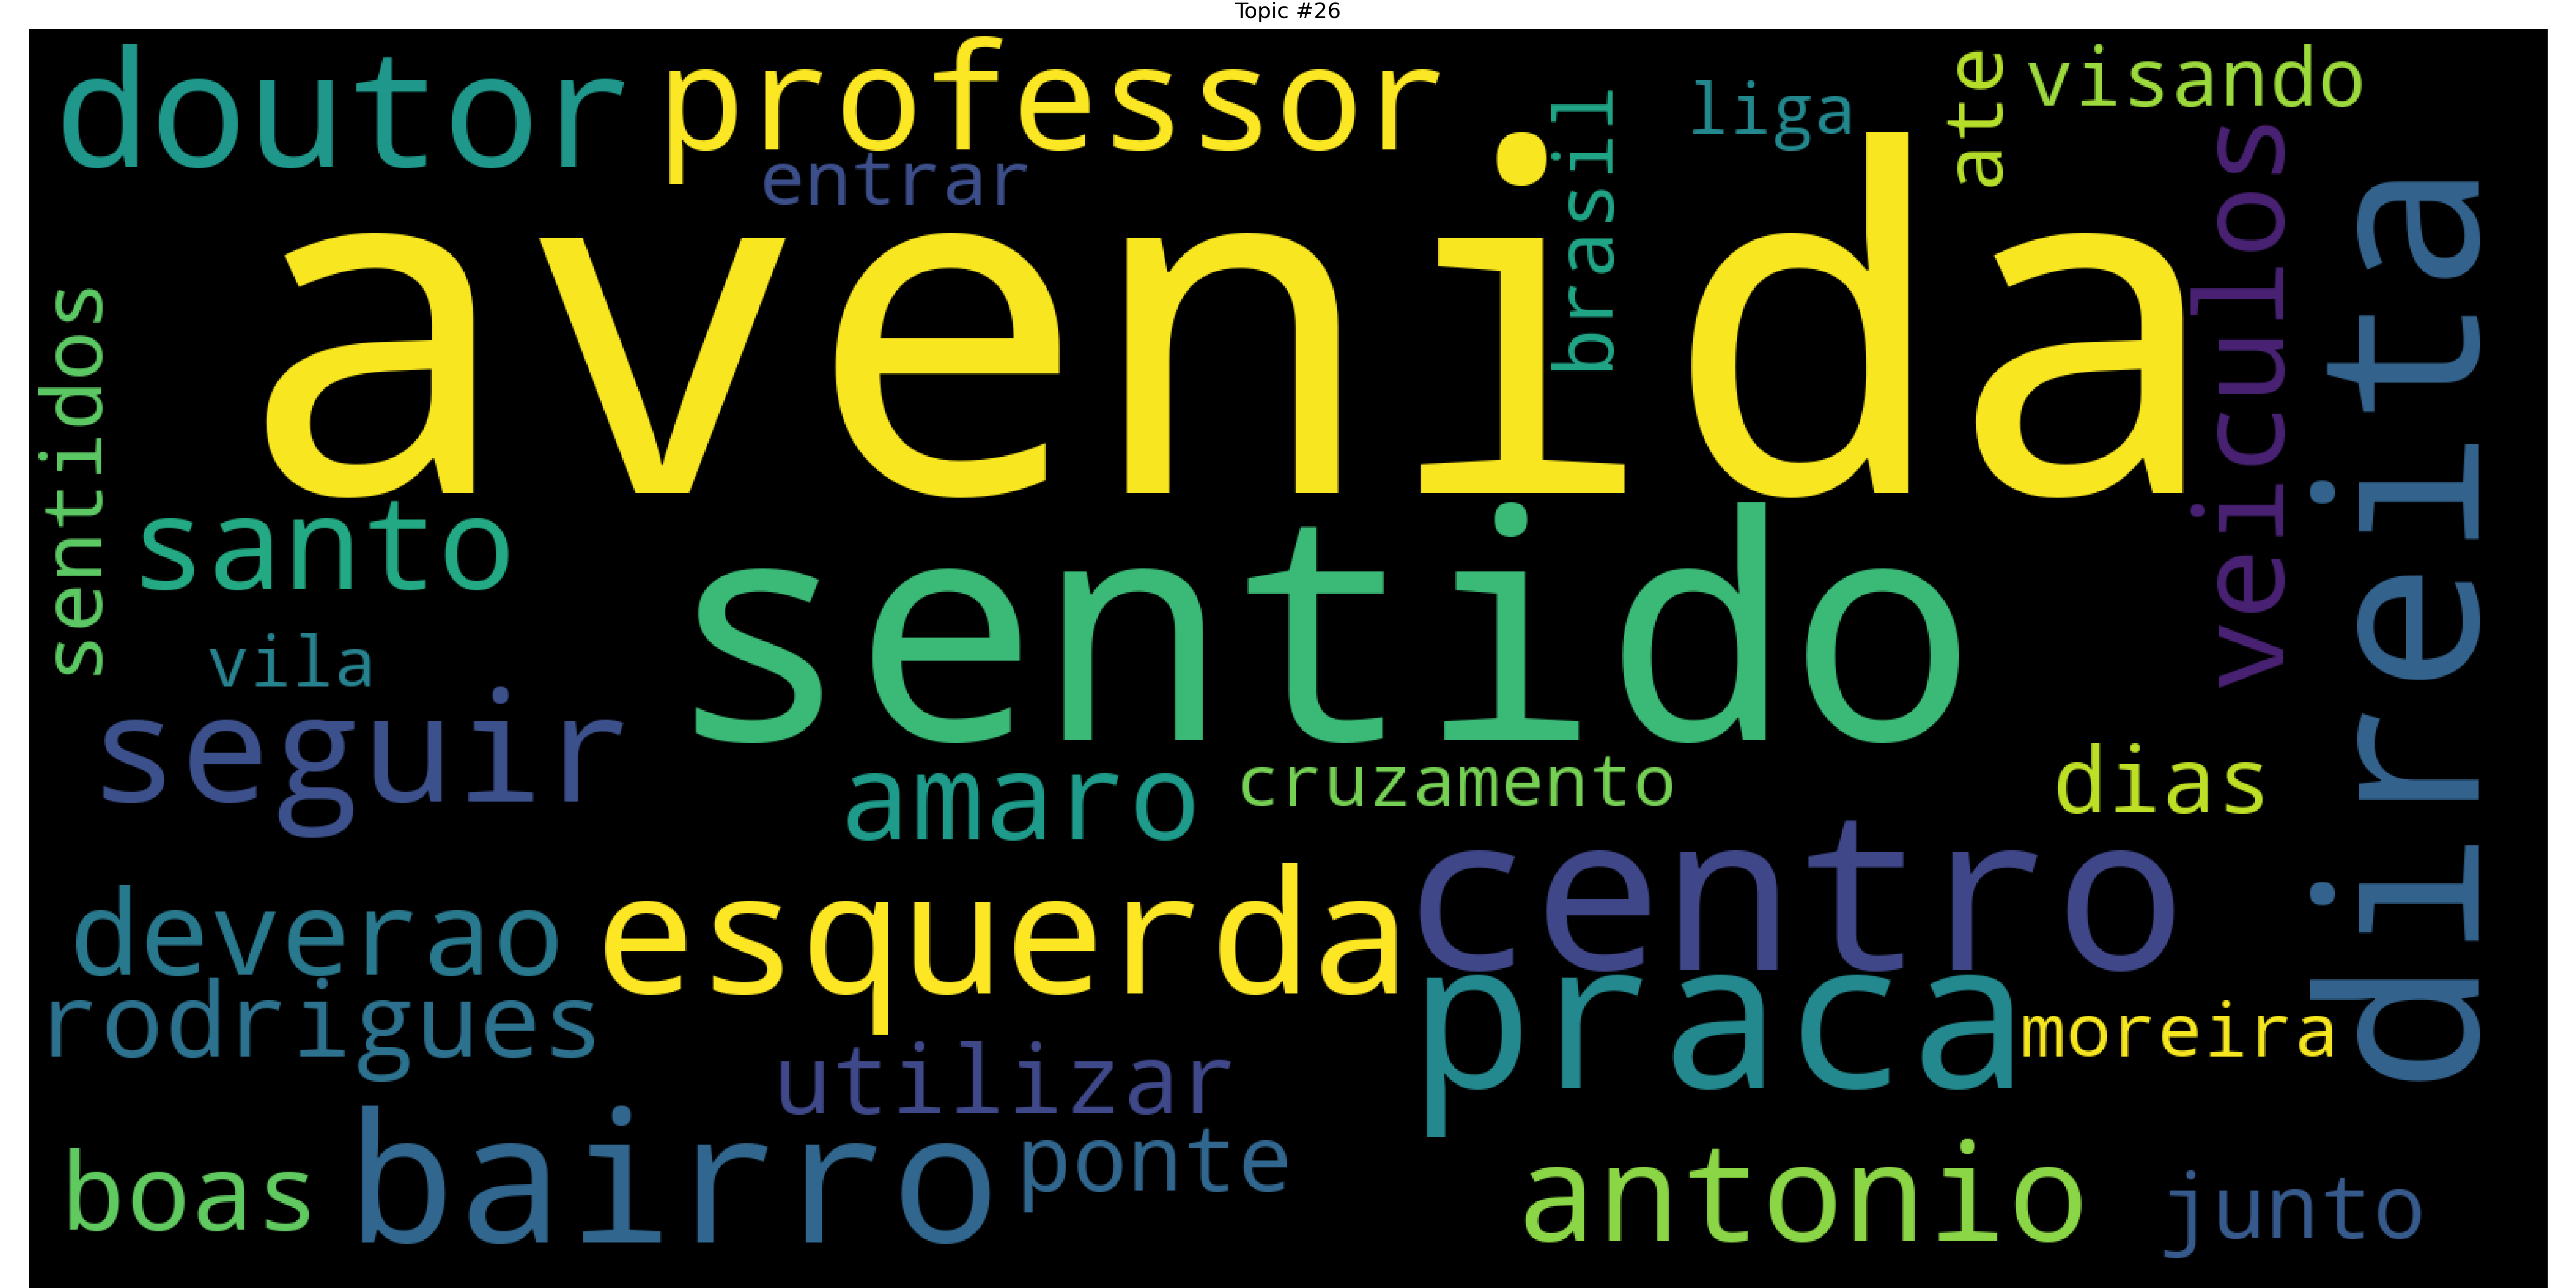 Topic #26
doutor
professor
entrar
brasil
liga
ate
visando
veiculos
avenida
direita
sentidos
santo
sentido
vila
seguir
amaro
cruzamento
dias
centro
deverao
esquerda
praca
rodrigues
moreira
utilizar
boas
bairro
ponte
antonio
junto